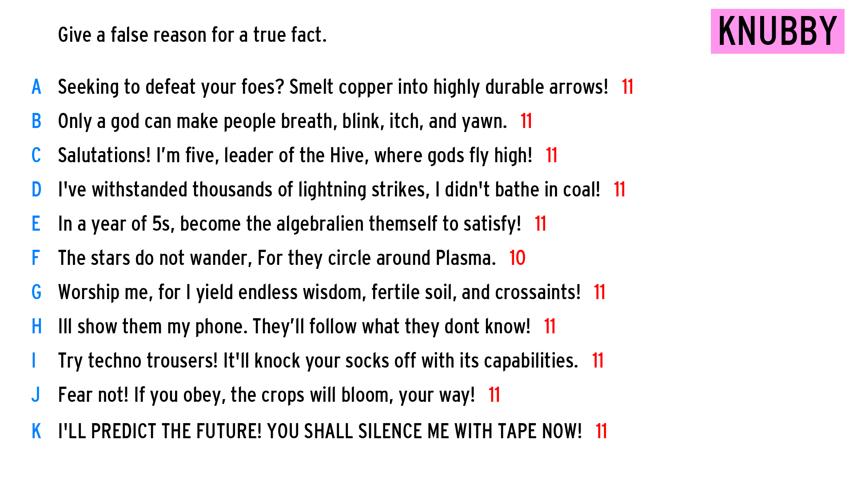 KNUBBY
Give a false reason for a true fact.
A Seeking to defeat your foes? Smelt copper into highly durable arrows! 11
B Only a god can make people breath, blink, itch, and yawn. 11
C Salutations! I'm five, leader of the Hive, where gods fly high! 11
D I've withstanded thousands of lightning strikes, I didn't bathe in coal! 11
E In a year of 5s, become the algebralien themself to satisfy! 11
F The stars do not wander, For they circle around Plasma. 10
G Worship me, for I yield endless wisdom, fertile soil, and crossaints! 11
H Ill show them my phone. They'll follow what they dont know! 11
I Try techno trousers! It'll knock your socks off with its capabilities. 11
J Fear not! If you obey, the crops will bloom, your way! 11
K I'LL PREDICT THE FUTURE! YOU SHALL SILENCE ME WITH TAPE NOW! 11